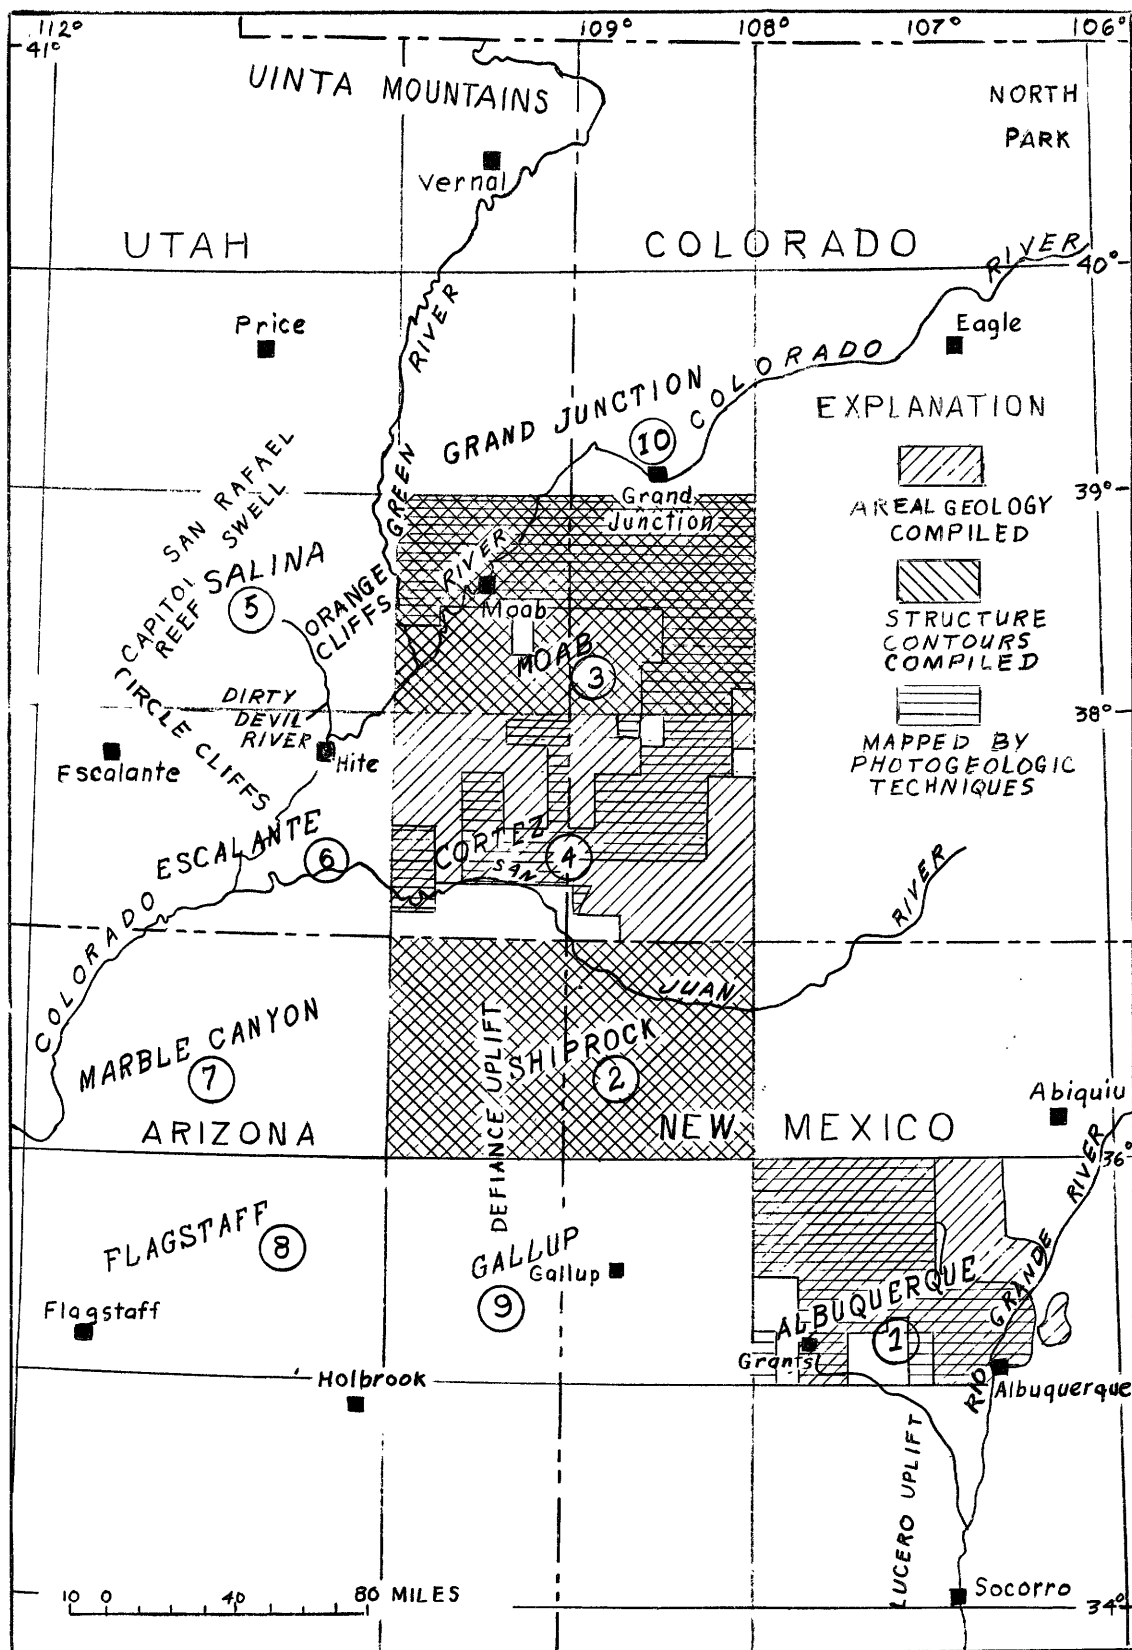 112°
109°
108°
107°
106°
41°
UINTA MOUNTAINS
NORTH
PARK
Vernal
UTAH
COLORADO
RIVER
40°
Price
GREEN
RIVER
Eagle
COLORADO
EXPLANATION
GRAND JUNCTION
10
Grand
Junction
39°
AREAL GEOLOGY
COMPILED
SAN RAFAEL
SWELL
SALINA
5
CAPITOL
REEF
ORANGE
CLIFFS
RIVER
Moab
MOAB
3
STRUCTURE
CONTOURS
COMPILED
CIRCLE CLIFFS
DIRTY
DEVIL
RIVER
38°
Hite
Escalante
MAPPED BY
PHOTOGEOLOGIC
TECHNIQUES
ESCALANTE
6
CORTEZ
4
SAN
JUAN
RIVER
COLORADO
MARBLE CANYON
7
SHIPROCK
2
DEFIANCE UPLIFT
Abiquiu
ARIZONA
NEW MEXICO
36°
FLAGSTAFF
8
GALLUP
9
Gallup
RIO GRANDE RIVER
ALBUQUERQUE
1
Flagstaff
Grants
Albuquerque
Holbrook
LUCERO UPLIFT
10 0 40 80 MILES
Socorro
34°